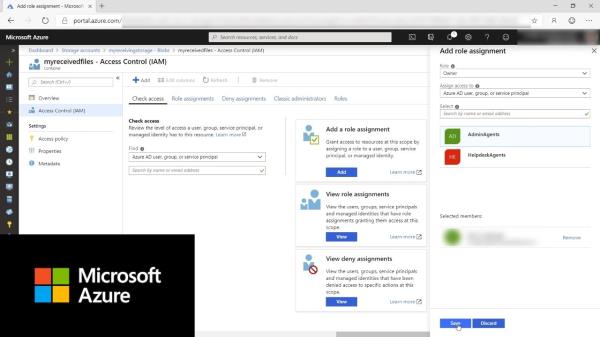 Add role assignment - Microsoft
portal.azure.com/
Microsoft Azure
Search resources, services, and docs
Dashboard > Storage accounts > myreceivingstorage - Blobs > myreceivedfiles - Access Control (IAM)
myreceivedfiles - Access Control (IAM)
Container
Search (Ctrl+/)
Overview
Access Control (IAM)
Settings
Access policy
Properties
Metadata
Add
Edit columns
Refresh
Remove
Check access
Role assignments
Deny assignments
Classic administrators
Roles
Check access
Review the level of access a user, group, service principal, or
managed identity has to this resource. Learn more
Find
Azure AD user, group, or service principal
Search by name or email address
Add a role assignment
Grant access to resources at this scope by
assigning a role to a user, group, service
principal, or managed identity.
Add
Learn more
View role assignments
View the users, groups, service principals
and managed identities that have role
assignments granting them access at this
scope.
View
Learn more
View deny assignments
View the users, groups, service principals
and managed identities that have been
denied access to specific actions at this
scope.
View
Learn more
Add role assignment
Role
Owner
Assign access to
Azure AD user, group, or service principal
Select
Search by name or email address
AD
AdminAgents
HE
HelpdeskAgents
Selected members:
Remove
Save
Discard
Microsoft
Azure